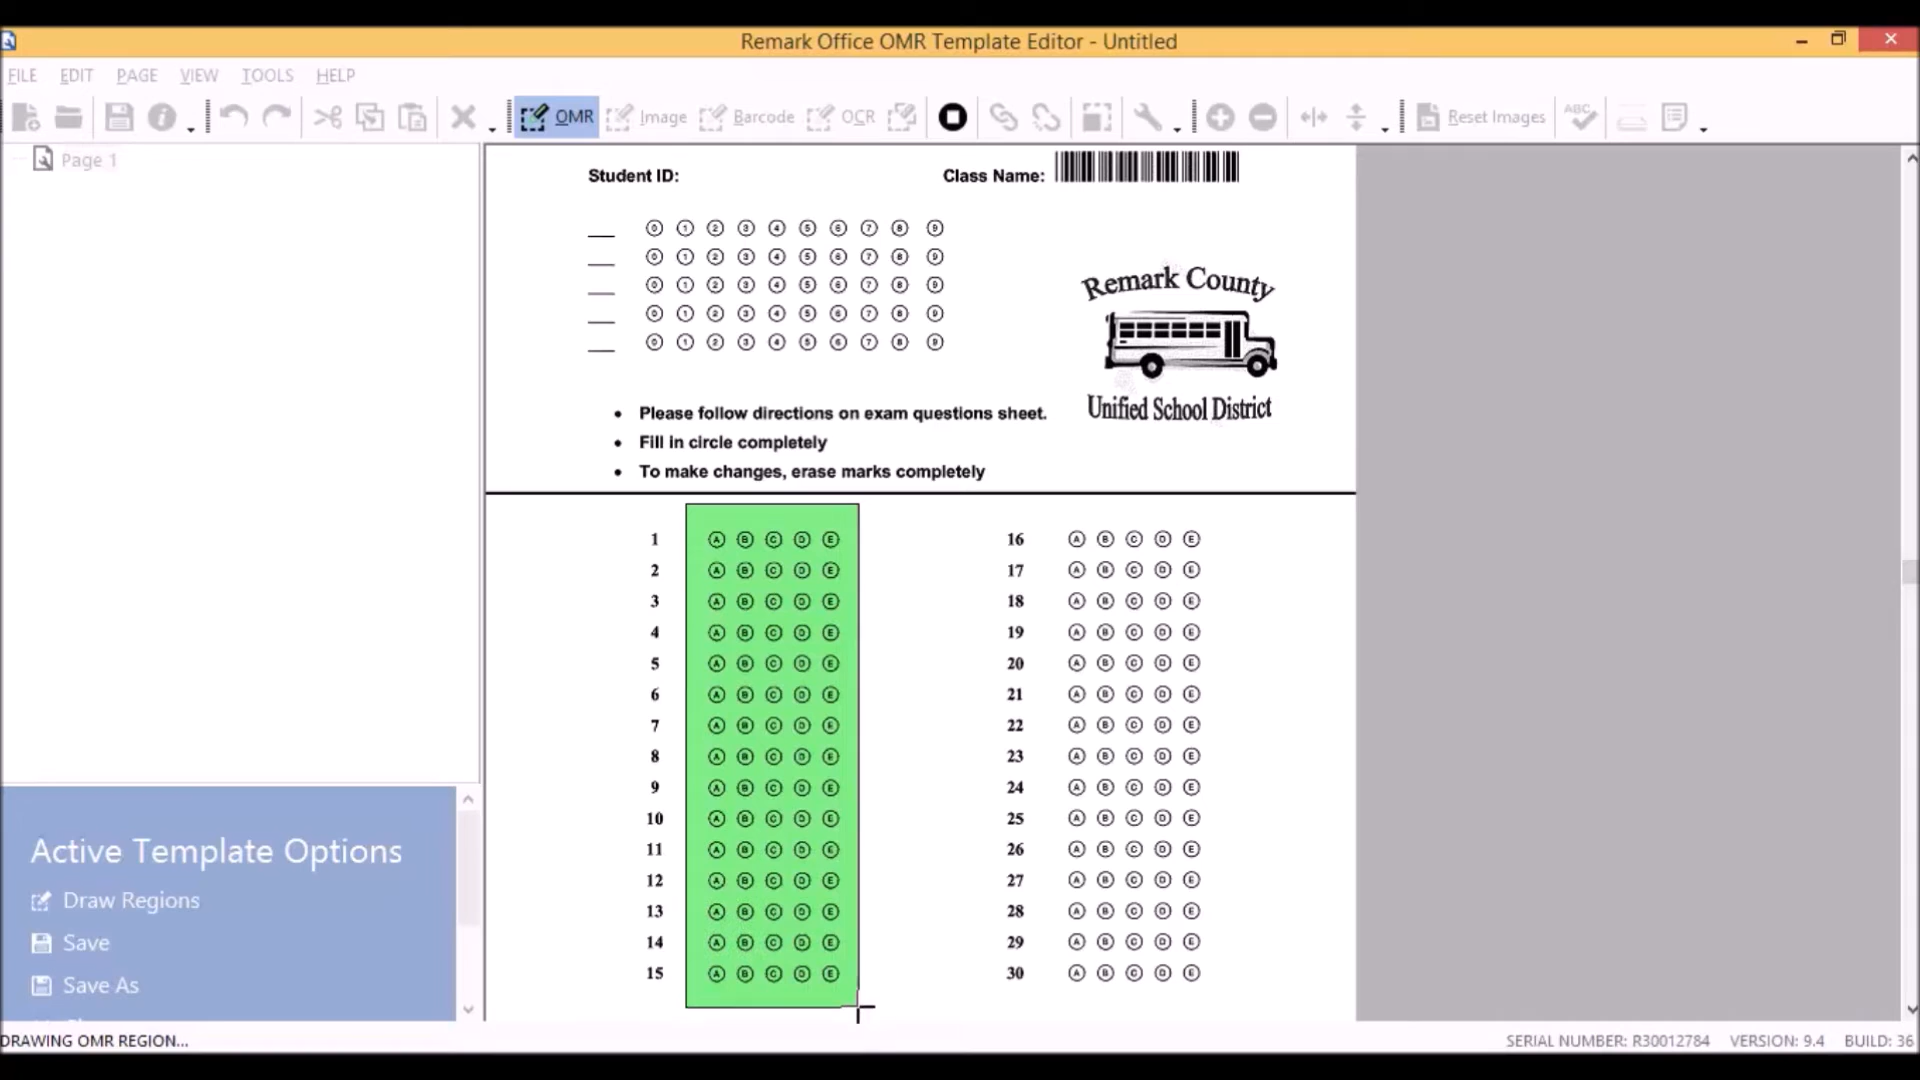 Remark Office OMR Template Editor - Untitled
FILE EDIT PAGE VIEW TOOLS HELP
OMR Image Barcode OCR Reset Images ABC
Page 1
Student ID: Class Name:
0 1 2 3 4 5 6 7 8 9
0 1 2 3 4 5 6 7 8 9
0 1 2 3 4 5 6 7 8 9
0 1 2 3 4 5 6 7 8 9
0 1 2 3 4 5 6 7 8 9
Remark County
Unified School District
• Please follow directions on exam questions sheet.
• Fill in circle completely
• To make changes, erase marks completely
1 A B C D E 16 A B C D E
2 A B C D E 17 A B C D E
3 A B C D E 18 A B C D E
4 A B C D E 19 A B C D E
5 A B C D E 20 A B C D E
6 A B C D E 21 A B C D E
7 A B C D E 22 A B C D E
8 A B C D E 23 A B C D E
9 A B C D E 24 A B C D E
10 A B C D E 25 A B C D E
11 A B C D E 26 A B C D E
12 A B C D E 27 A B C D E
13 A B C D E 28 A B C D E
14 A B C D E 29 A B C D E
15 A B C D E 30 A B C D E
Active Template Options
Draw Regions
Save
Save As
DRAWING OMR REGION... SERIAL NUMBER: R30012784 VERSION: 9.4 BUILD: 36